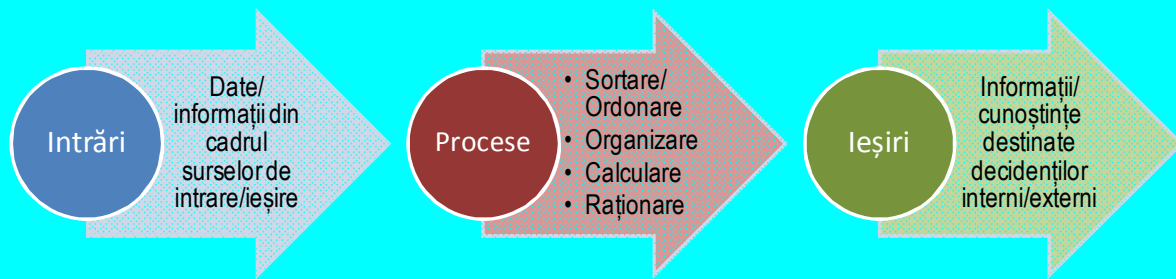 Intrări
Date/
informații din
cadrul
surselor de
intrare/ieșire
Procese
• Sortare/
Ordonare
• Organizare
• Calculare
• Raționare
Ieșiri
Informații/
cunoștințe
destinate
decidenților
interni/externi